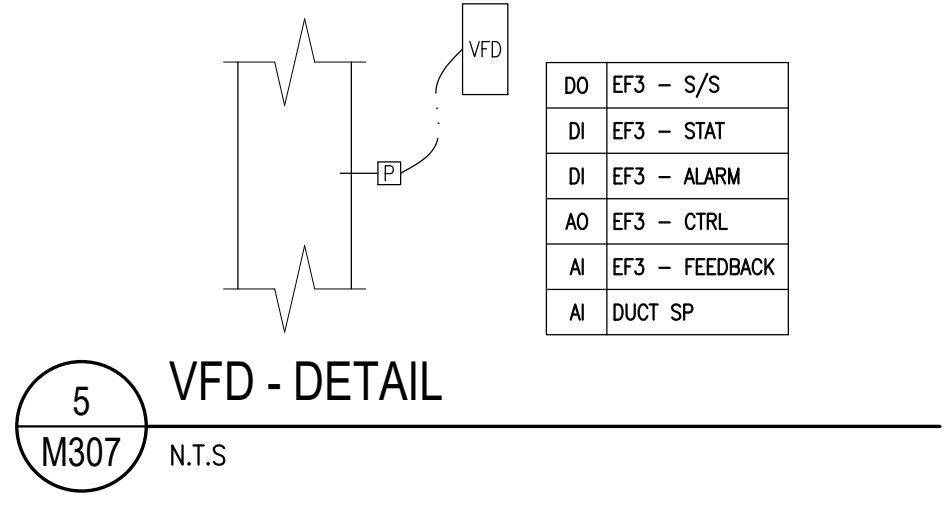 VFD
P
DO EF3 - S/S
DI EF3 - STAT
DI EF3 - ALARM
AO EF3 - CTRL
AI EF3 - FEEDBACK
AI DUCT SP
5
M307
VFD - DETAIL
N.T.S